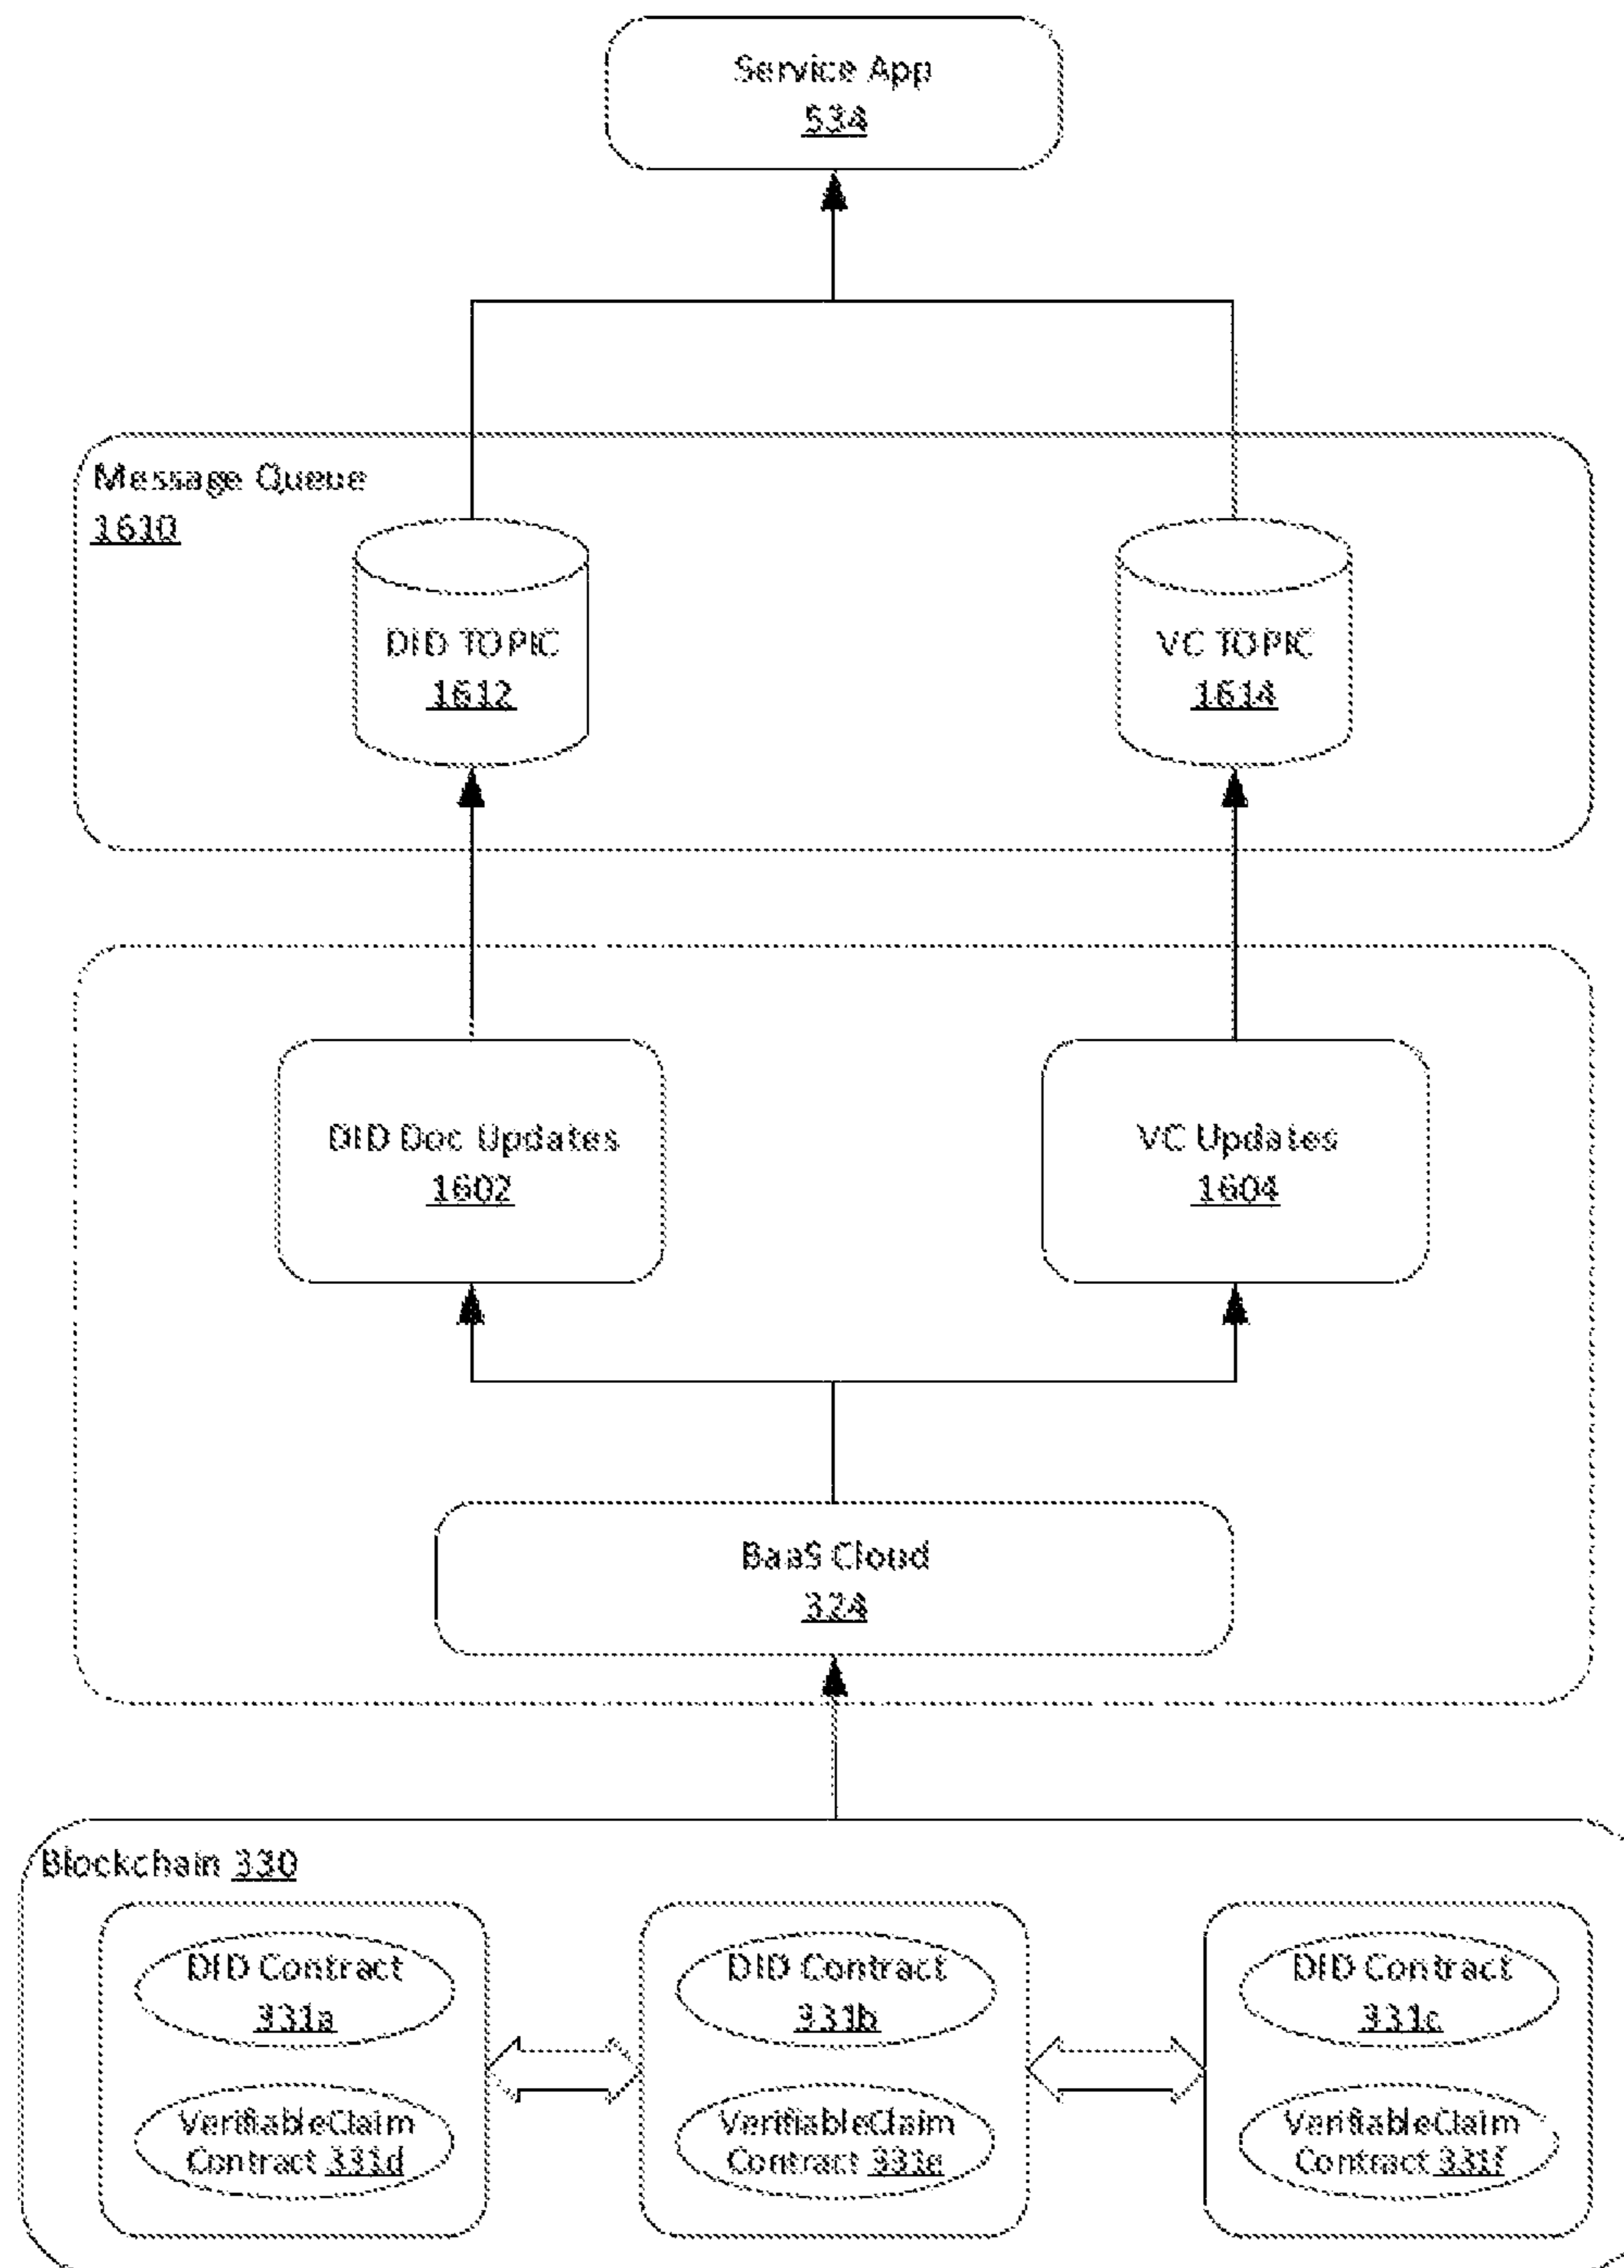 Service App
534
Message Queue
1610
DID TOPIC
1612
VC TOPIC
1614
DID Doc Updates
1602
VC Updates
1604
BaaS Cloud
324
Blockchain 330
DID Contract
331a
DID Contract
331b
DID Contract
331c
VerifiableClaim
Contract 331d
VerifiableClaim
Contract 331e
VerifiableClaim
Contract 331f